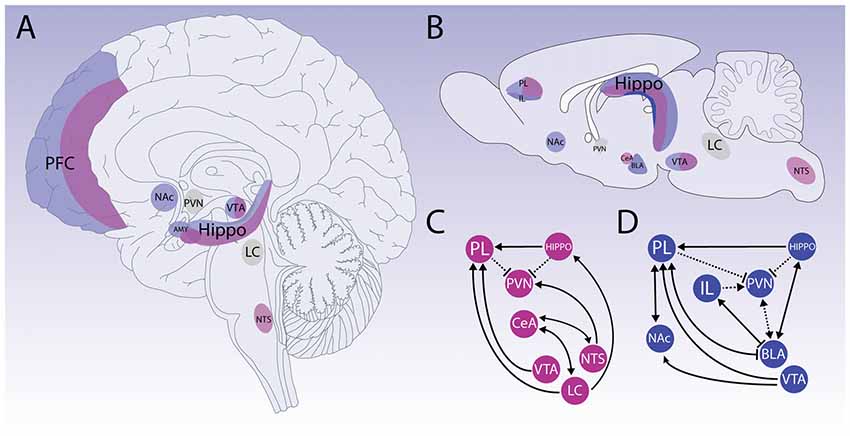 A
PFC
NAc
PVN
VTA
AMY
Hippo
LC
NTS
B
PL
IL
Hippo
NAc
PVN
CeA
BLA
VTA
LC
NTS
C
PL
HIPPO
PVN
CeA
NTS
VTA
LC
D
PL
HIPPO
IL
PVN
NAc
BLA
VTA